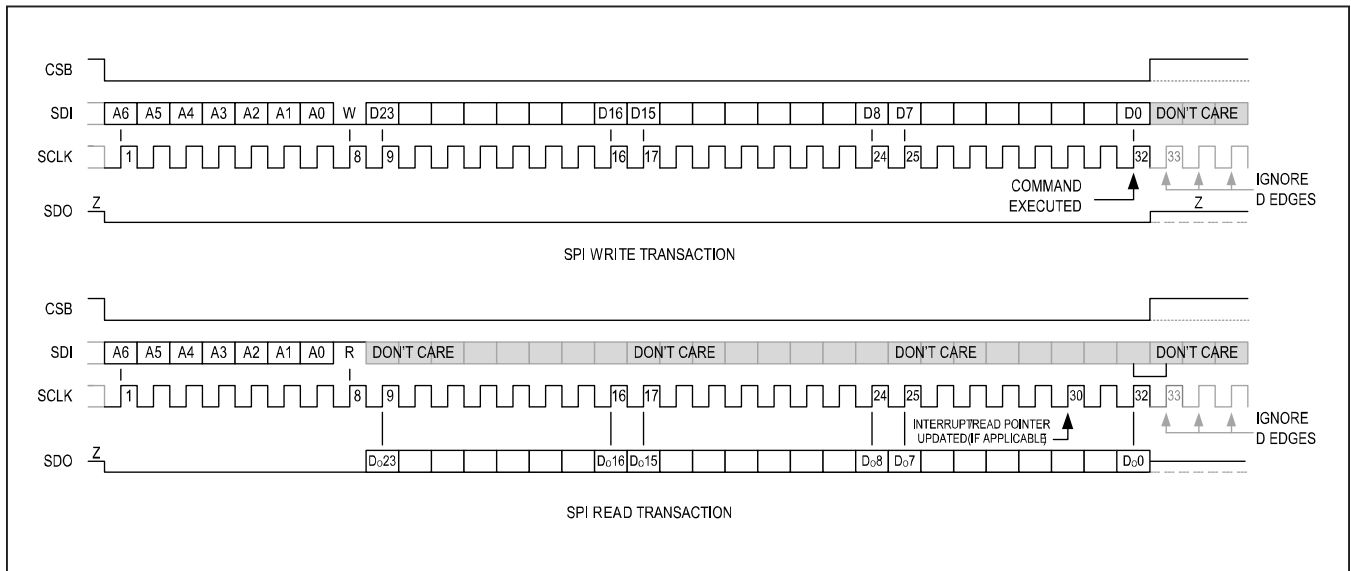 CSB
SDI A6 A5 A4 A3 A2 A1 A0 W D23 D16 D15 D8 D7 D0 DON'T CARE
SCLK 1 8 9 16 17 24 25 32 33
COMMAND
EXECUTED
IGNORE
D EDGES
SDO Z Z
SPI WRITE TRANSACTION
CSB
SDI A6 A5 A4 A3 A2 A1 A0 R DON'T CARE DON'T CARE DON'T CARE DON'T CARE
SCLK 1 8 9 16 17 24 25 30 32 33
INTERRUPT/READ POINTER
UPDATED(IF APPLICABLE)
IGNORE
D EDGES
SDO Z Do23 Do16 Do15 Do8 Do7 Do0
SPI READ TRANSACTION